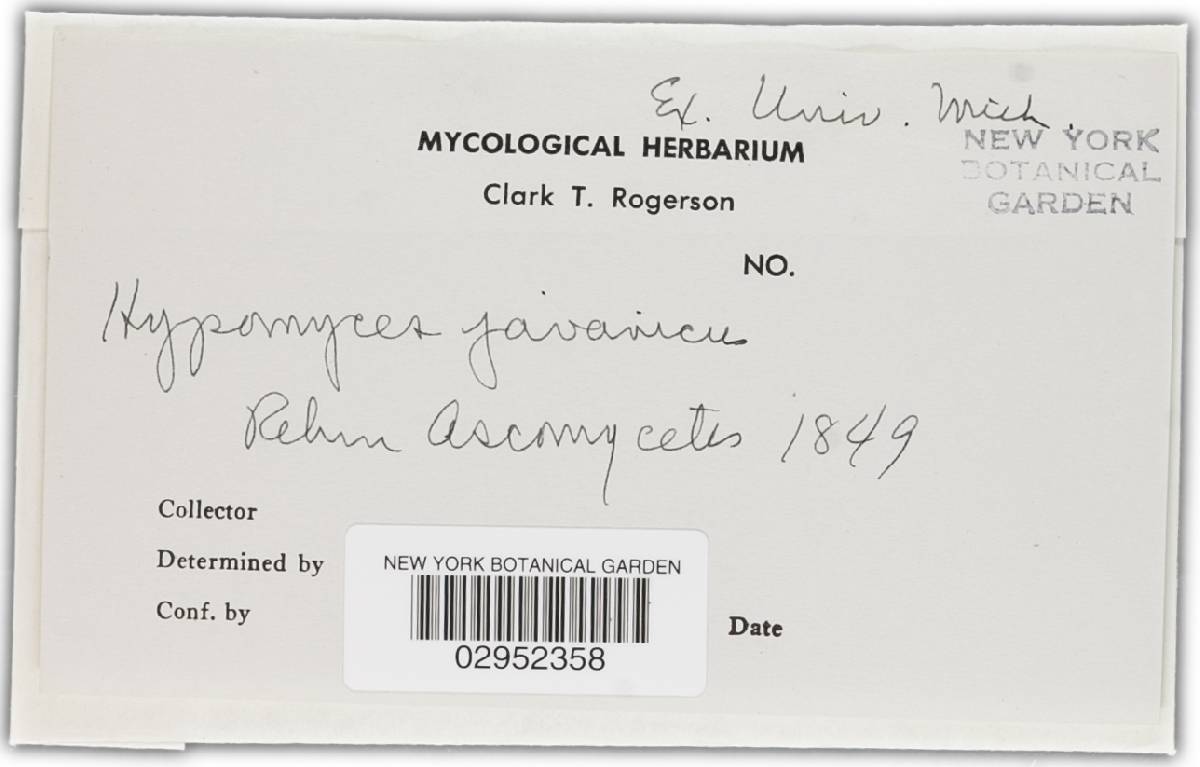 Ex. Univ. Mich.
MYCOLOGICAL HERBARIUM
Clark T. Rogerson
NEW YORK
BOTANICAL
GARDEN
NO.
Hypomyces javanicus
Rehm Ascomycetes 1849
Collector
Determined by
Conf. by
NEW YORK BOTANICAL GARDEN
02952358
Date